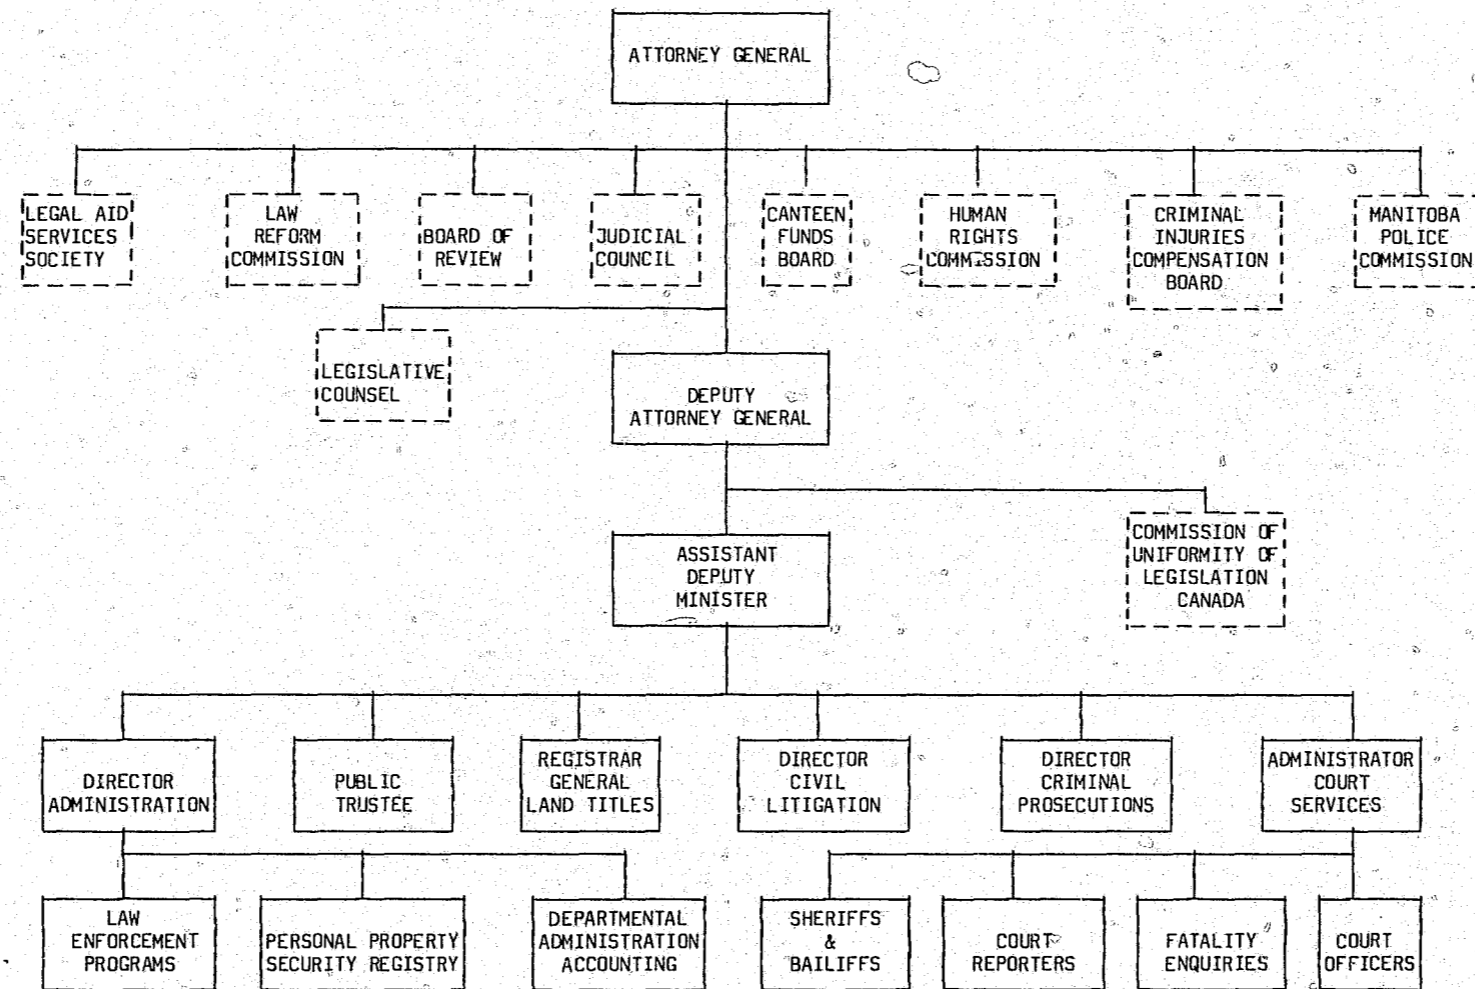 ATTORNEY GENERAL
LEGAL AID
SERVICES
SOCIETY
LAW
REFORM
COMMISSION
BOARD OF
REVIEW
JUDICIAL
COUNCIL
CANTEEN
FUNDS
BOARD
HUMAN
RIGHTS
COMMISSION
CRIMINAL
INJURIES
COMPENSATION
BOARD
MANITOBA
POLICE
COMMISSION
LEGISLATIVE
COUNSEL
DEPUTY
ATTORNEY GENERAL
COMMISSION OF
UNIFORMITY OF
LEGISLATION
CANADA
ASSISTANT
DEPUTY
MINISTER
DIRECTOR
ADMINISTRATION
PUBLIC
TRUSTEE
REGISTRAR
GENERAL
LAND TITLES
DIRECTOR
CIVIL
LITIGATION
DIRECTOR
CRIMINAL
PROSECUTIONS
ADMINISTRATOR
COURT
SERVICES
LAW
ENFORCEMENT
PROGRAMS
PERSONAL PROPERTY
SECURITY REGISTRY
DEPARTMENTAL
ADMINISTRATION
ACCOUNTING
SHERIFFS
&
BAILIFFS
COURT
REPORTERS
FATALITY
ENQUIRIES
COURT
OFFICERS